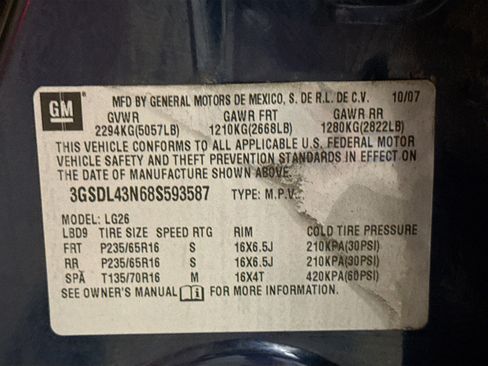 GM MFD BY GENERAL MOTORS DE MEXICO, S. DE R.L. DE C.V. 10/07
GVWR GAWR FRT GAWR RR
2294KG(5057LB) 1210KG(2668LB) 1280KG(2822LB)
THIS VEHICLE CONFORMS TO ALL APPLICABLE U.S. FEDERAL MOTOR
VEHICLE SAFETY AND THEFT PREVENTION STANDARDS IN EFFECT ON
THE DATE OF MANUFACTURE SHOWN ABOVE.
3GSDL43N68S593587 TYPE: M.P.V.
MODEL: LG26
LBD9 TIRE SIZE SPEED RTG RIM COLD TIRE PRESSURE
FRT P235/65R16 S 16X6.5J 210KPA(30PSI)
RR P235/65R16 S 16X6.5J 210KPA(30PSI)
SPA T135/70R16 M 16X4T 420KPA(60PSI)
SEE OWNER'S MANUAL FOR MORE INFORMATION.